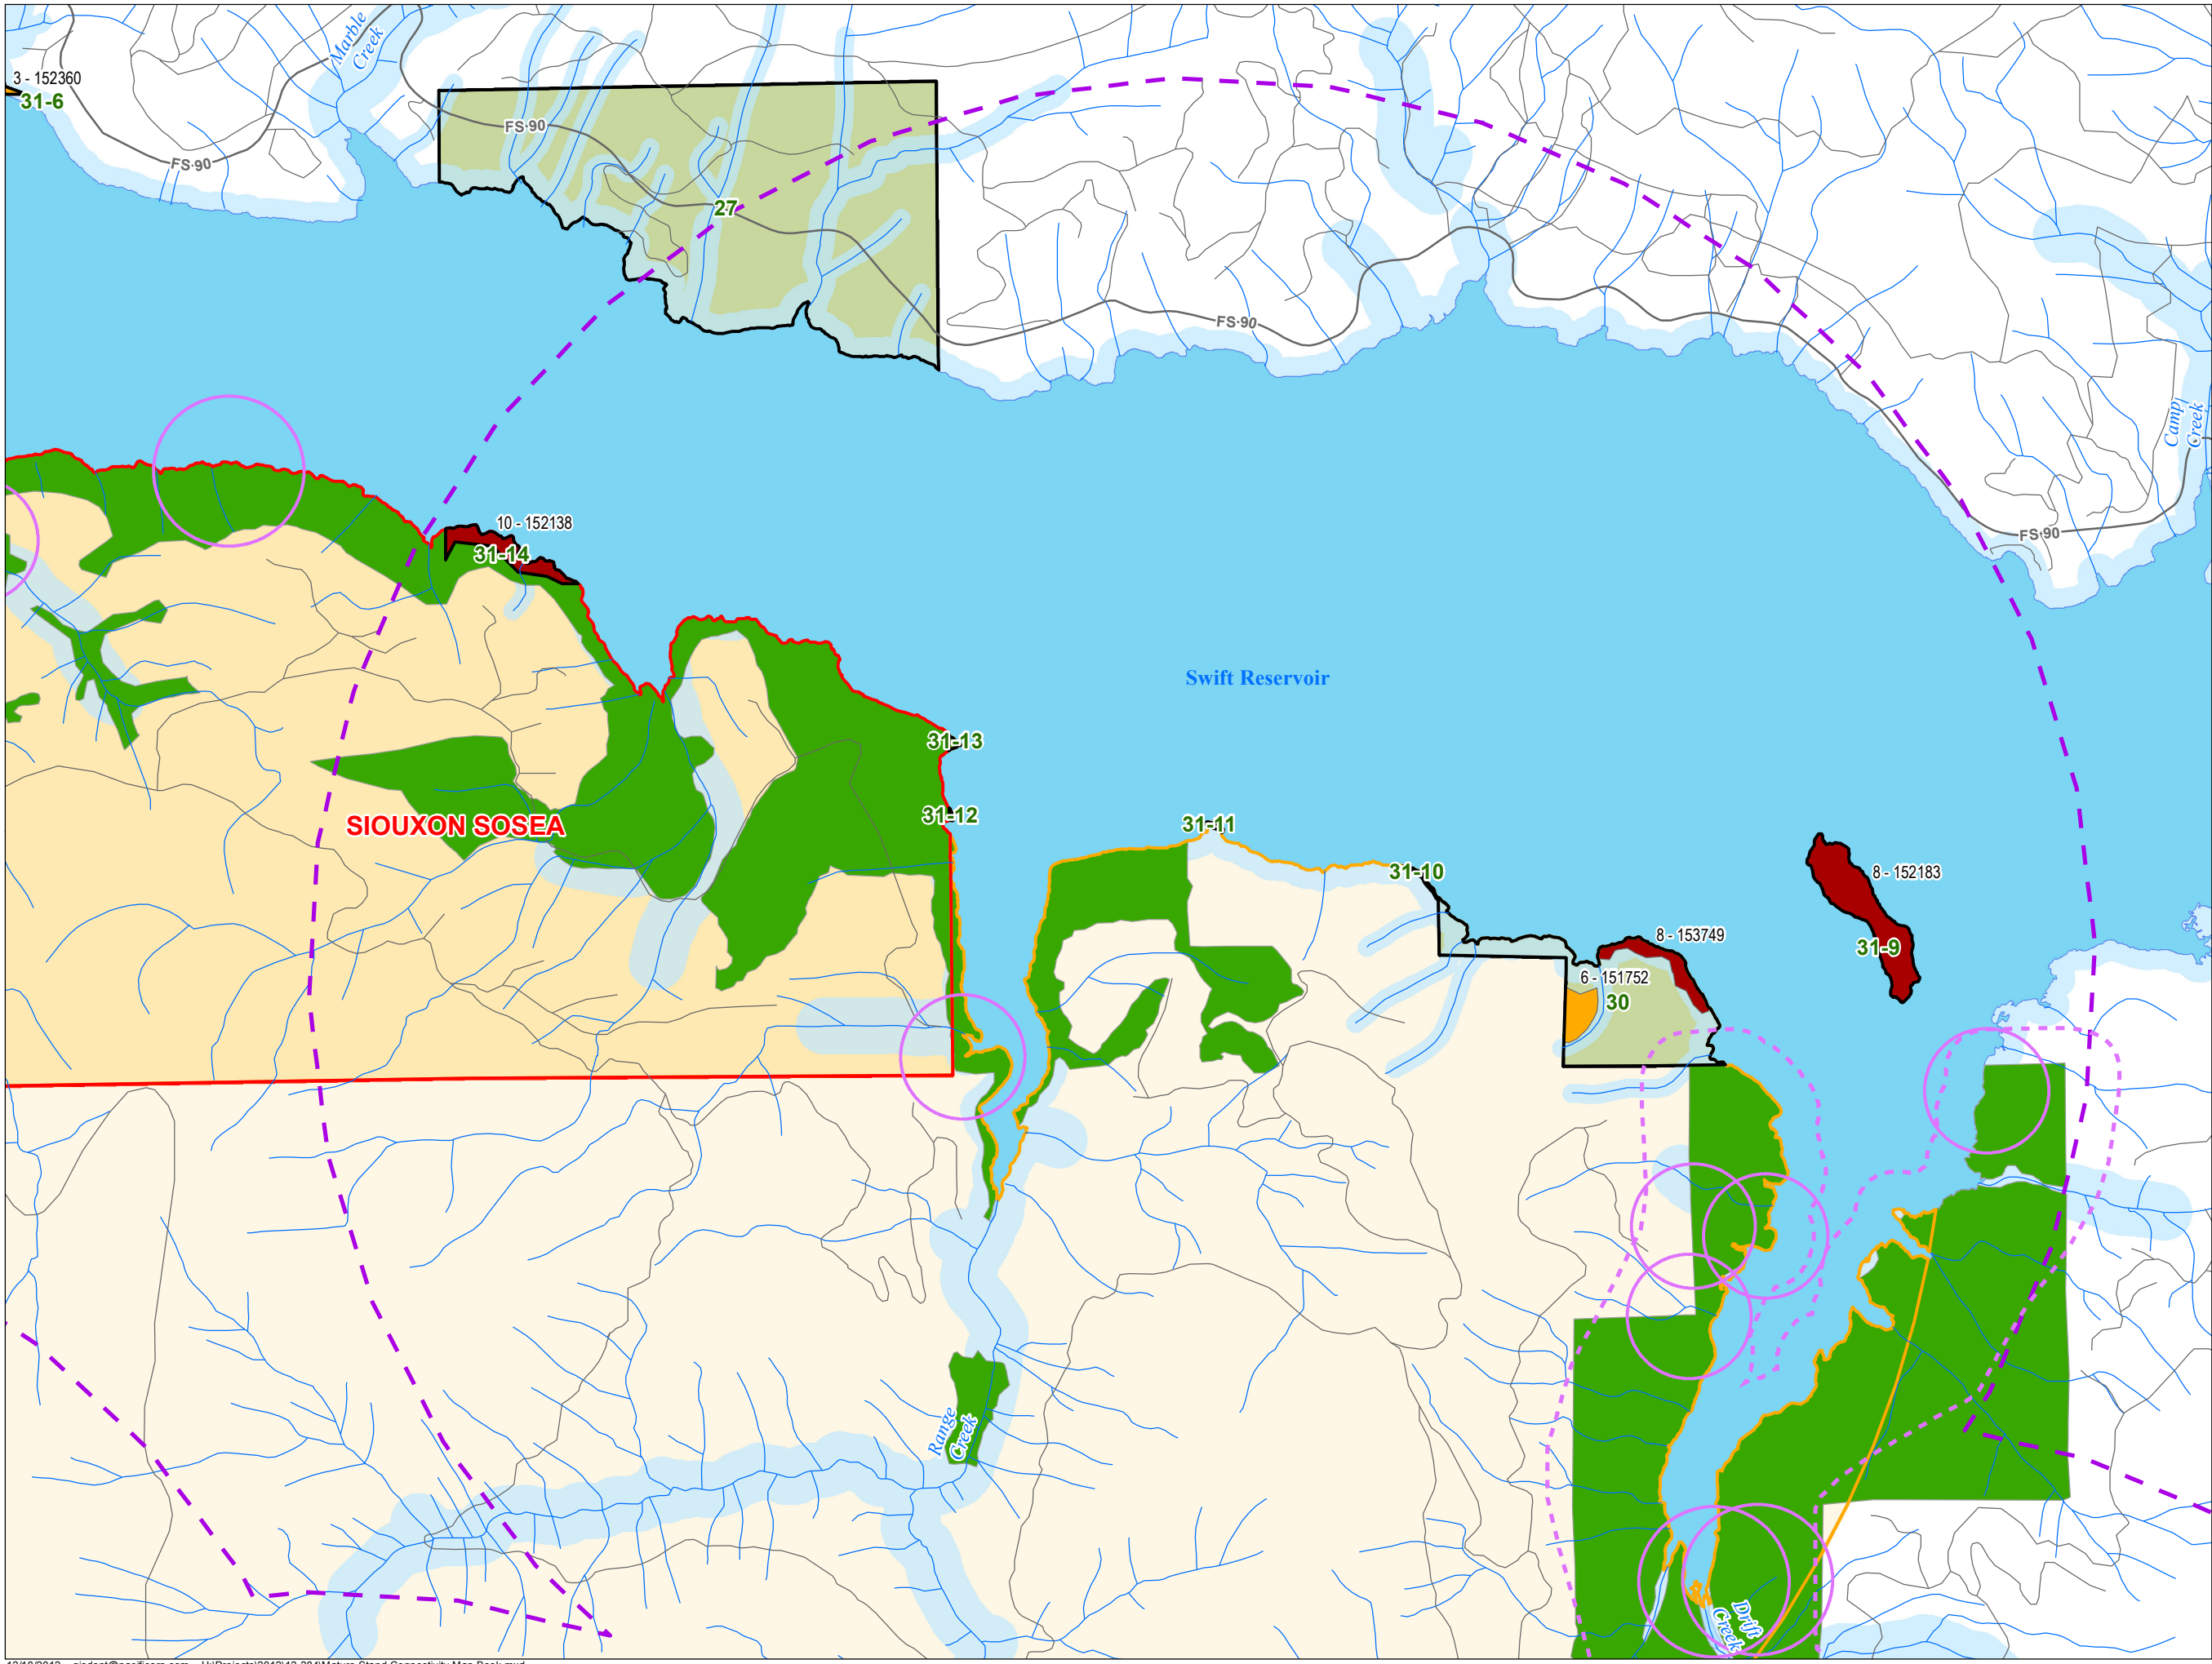 Marble
Creek
3 - 152360
31-6
FS 90
FS 90
27
FS 90
Camp
Creek
FS 90
10 - 152138
31-14
Swift Reservoir
31-13
SIOUXON SOSEA
31-12
31-11
31-10
8 - 152183
8 - 153749
31-9
6 - 151752
30
Range
Creek
Drift
Creek